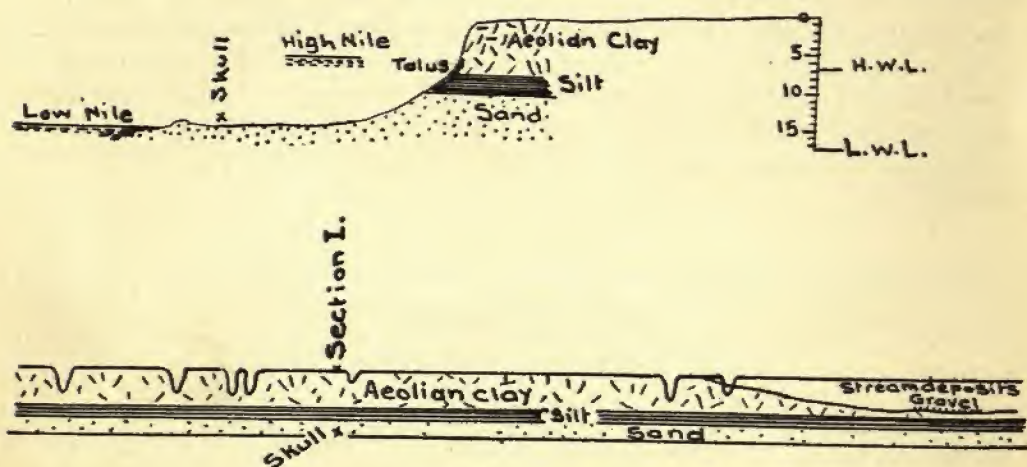 Skull
High Nile
Aeolian Clay
Talus
Silt
Low Nile
Sand.
0
5
H.W.L.
10
15
L.W.L.
Section I.
Aeolian clay
Stream deposits
Gravel
Silt
Sand
Skull x